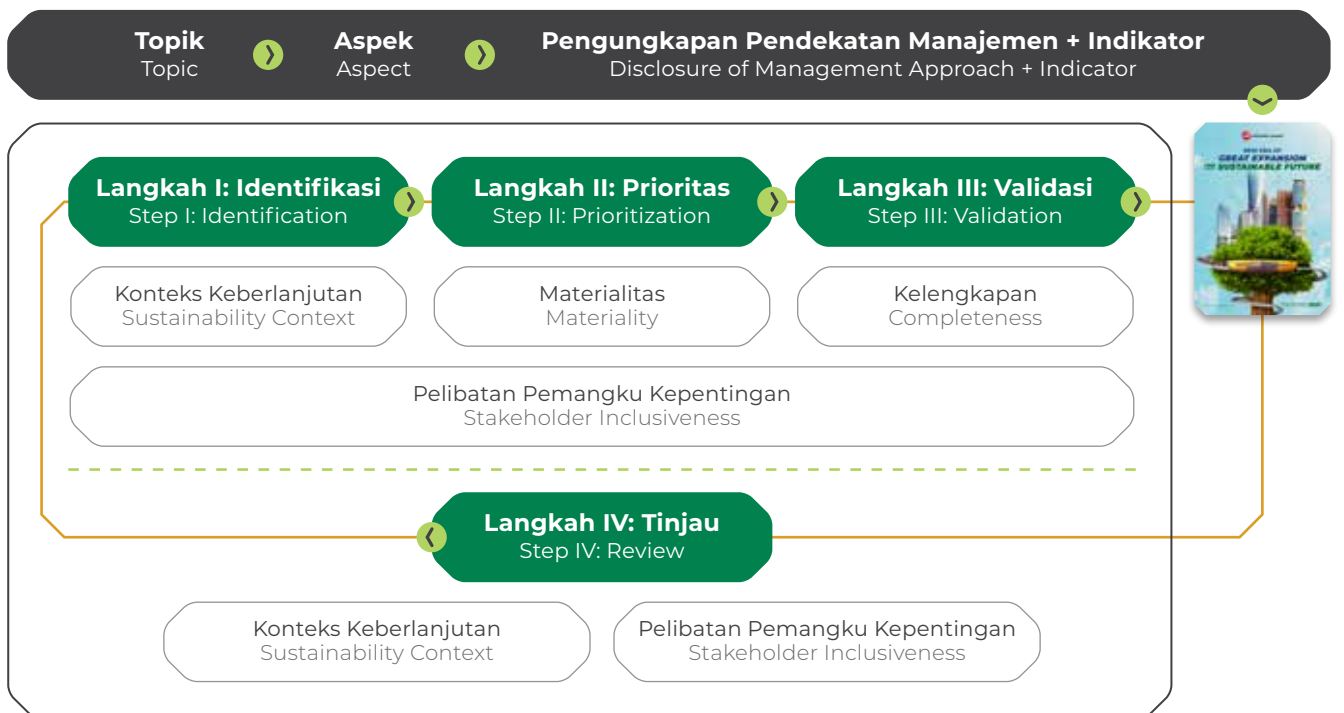 Topik
Topic
Aspek
Aspect
Pengungkapan Pendekatan Manajemen + Indikator
Disclosure of Management Approach + Indicator
Langkah I: Identifikasi
Step I: Identification
Langkah II: Prioritas
Step II: Prioritization
Langkah III: Validasi
Step III: Validation
GREAT EXPANSION
SUSTAINABLE FUTURE
Konteks Keberlanjutan
Sustainability Context
Materialitas
Materiality
Kelengkapan
Completeness
Pelibatan Pemangku Kepentingan
Stakeholder Inclusiveness
Langkah IV: Tinjau
Step IV: Review
Konteks Keberlanjutan
Sustainability Context
Pelibatan Pemangku Kepentingan
Stakeholder Inclusiveness